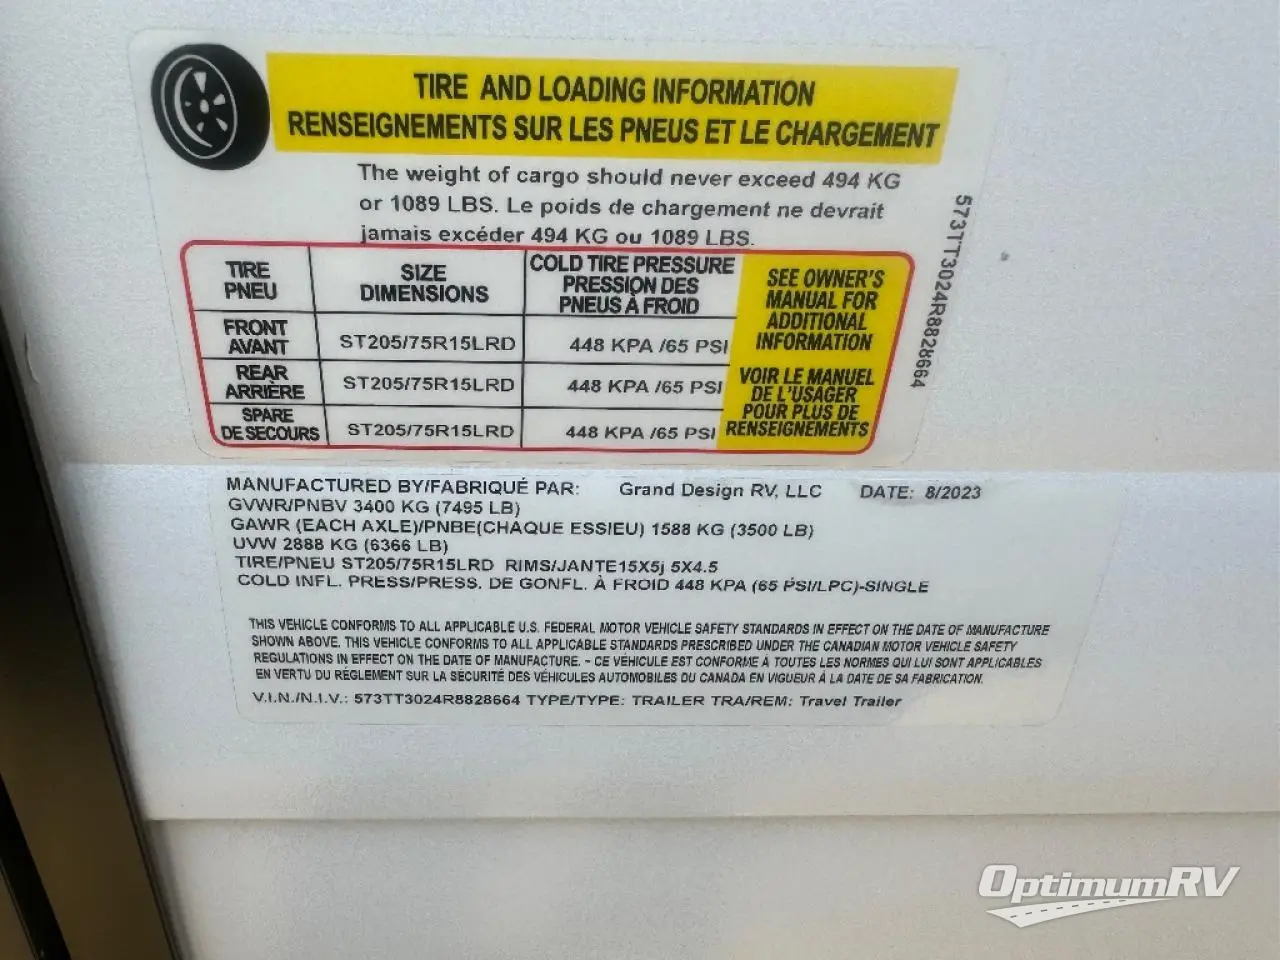 TIRE AND LOADING INFORMATION
RENSEIGNEMENTS SUR LES PNEUS ET LE CHARGEMENT
The weight of cargo should never exceed 494 KG
or 1089 LBS. Le poids de chargement ne devrait
jamais excéder 494 KG ou 1089 LBS.
TIRE
PNEU
SIZE
DIMENSIONS
COLD TIRE PRESSURE
PRESSION DES
PNEUS À FROID
FRONT
AVANT
ST205/75R15LRD
448 KPA /65 PSI
REAR
ARRIÈRE
ST205/75R15LRD
448 KPA /65 PSI
SPARE
DE SECOURS
ST205/75R15LRD
448 KPA /65 PSI
SEE OWNER'S
MANUAL FOR
ADDITIONAL
INFORMATION
VOIR LE MANUEL
DE L'USAGER
POUR PLUS DE
RENSEIGNEMENTS
573TT3024R8828664
MANUFACTURED BY/FABRIQUÉ PAR: Grand Design RV, LLC DATE: 8/2023
GVWR/PNBV 3400 KG (7495 LB)
GAWR (EACH AXLE)/PNBE(CHAQUE ESSIEU) 1588 KG (3500 LB)
UVW 2888 KG (6366 LB)
TIRE/PNEU ST205/75R15LRD RIMS/JANTE15X5j 5X4.5
COLD INFL. PRESS/PRESS. DE GONFL. À FROID 448 KPA (65 PSI/LPC)-SINGLE
THIS VEHICLE CONFORMS TO ALL APPLICABLE U.S. FEDERAL MOTOR VEHICLE SAFETY STANDARDS IN EFFECT ON THE DATE OF MANUFACTURE
SHOWN ABOVE. THIS VEHICLE CONFORMS TO ALL APPLICABLE STANDARDS PRESCRIBED UNDER THE CANADIAN MOTOR VEHICLE SAFETY
REGULATIONS IN EFFECT ON THE DATE OF MANUFACTURE. - CE VÉHICULE EST CONFORME À TOUTES LES NORMES QUI LUI SONT APPLICABLES
EN VERTU DU RÈGLEMENT SUR LA SÉCURITÉ DES VÉHICULES AUTOMOBILES DU CANADA EN VIGUEUR À LA DATE DE SA FABRICATION.
V.I.N./N.I.V.: 573TT3024R8828664 TYPE/TYPE: TRAILER TRA/REM: Travel Trailer
OptimumRV